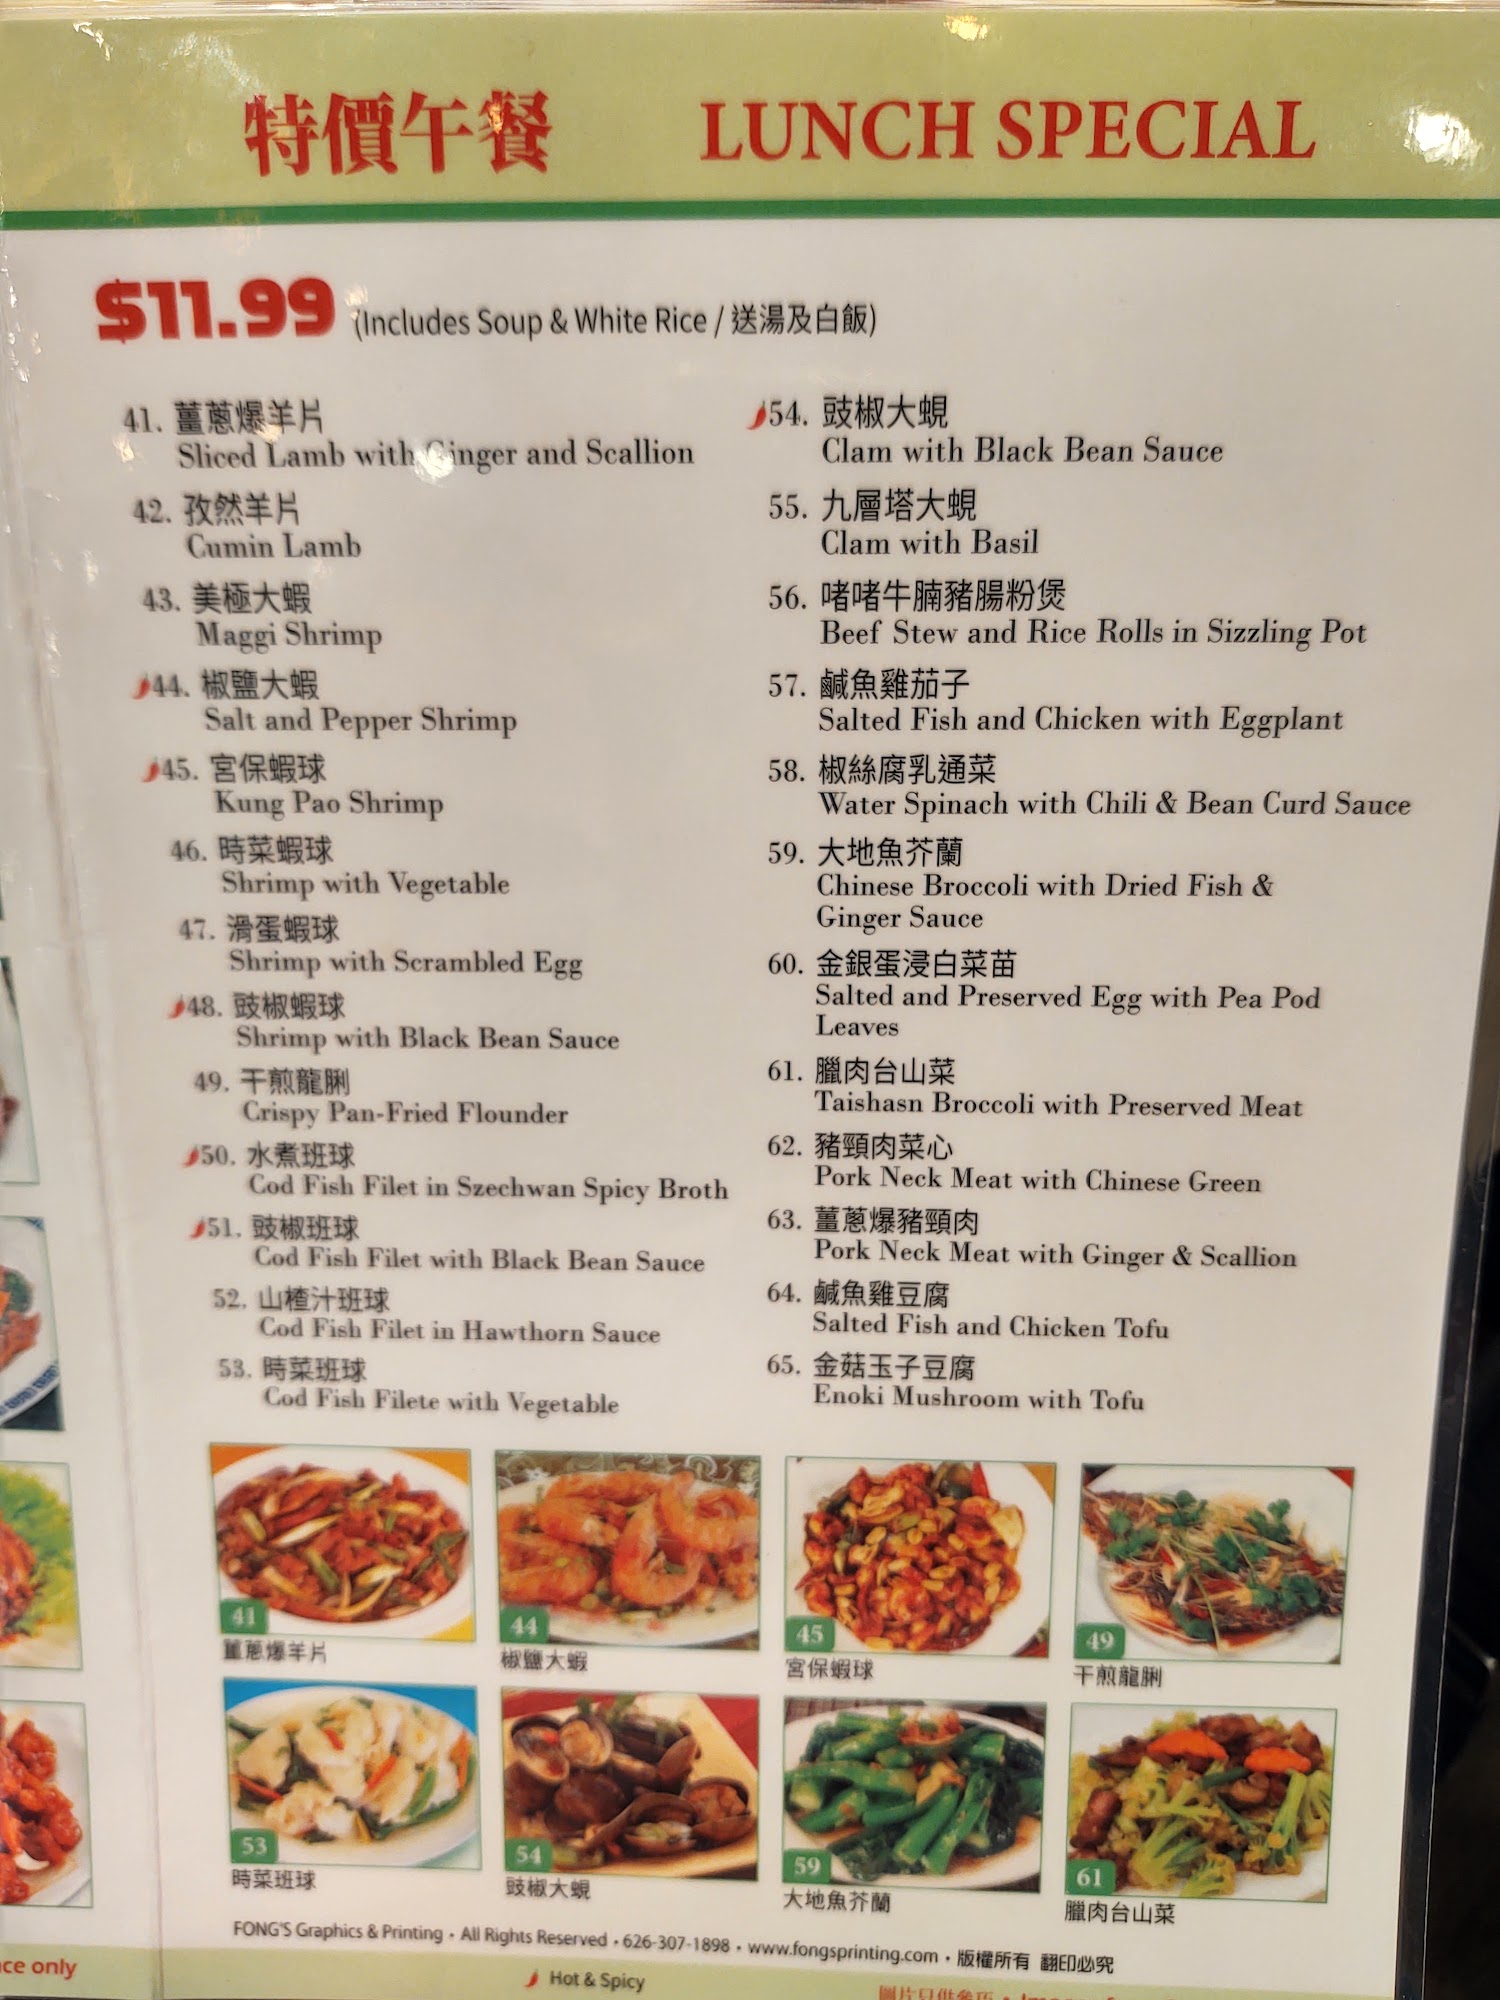 特價午餐 LUNCH SPECIAL
$11.99 (Includes Soup & White Rice / 送湯及白飯)
41. 薑蔥爆羊片
Sliced Lamb with Ginger and Scallion
42. 孜然羊片
Cumin Lamb
43. 美極大蝦
Maggi Shrimp
44. 椒鹽大蝦
Salt and Pepper Shrimp
45. 宮保蝦球
Kung Pao Shrimp
46. 時菜蝦球
Shrimp with Vegetable
47. 滑蛋蝦球
Shrimp with Scrambled Egg
48. 豉椒蝦球
Shrimp with Black Bean Sauce
49. 干煎龍脷
Crispy Pan-Fried Flounder
50. 水煮班球
Cod Fish Filet in Szechwan Spicy Broth
51. 豉椒班球
Cod Fish Filet with Black Bean Sauce
52. 山楂汁班球
Cod Fish Filet in Hawthorn Sauce
53. 時菜班球
Cod Fish Filete with Vegetable
54. 豉椒大蜆
Clam with Black Bean Sauce
55. 九層塔大蜆
Clam with Basil
56. 啫啫牛腩豬腸粉煲
Beef Stew and Rice Rolls in Sizzling Pot
57. 鹹魚雞茄子
Salted Fish and Chicken with Eggplant
58. 椒絲腐乳通菜
Water Spinach with Chili & Bean Curd Sauce
59. 大地魚芥蘭
Chinese Broccoli with Dried Fish &
Ginger Sauce
60. 金銀蛋浸白菜苗
Salted and Preserved Egg with Pea Pod
Leaves
61. 臘肉台山菜
Taishasn Broccoli with Preserved Meat
62. 豬頸肉菜心
Pork Neck Meat with Chinese Green
63. 薑蔥爆豬頸肉
Pork Neck Meat with Ginger & Scallion
64. 鹹魚雞豆腐
Salted Fish and Chicken Tofu
65. 金菇玉子豆腐
Enoki Mushroom with Tofu
41
薑蔥爆羊片
44
椒鹽大蝦
45
宮保蝦球
49
干煎龍脷
53
時菜班球
54
豉椒大蜆
59
大地魚芥蘭
61
臘肉台山菜
FONG'S Graphics & Printing • All Rights Reserved • 626-307-1898 • www.fongsprinting.com • 版權所有 翻印必究
only
Hot & Spicy